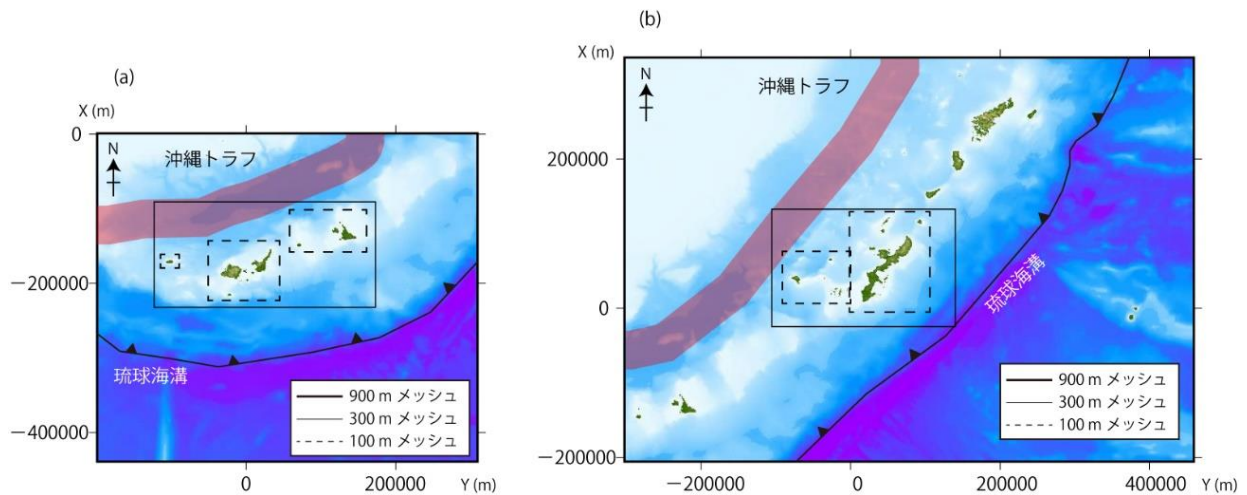 (a)
X (m)
0
−200000
−400000
N
沖縄トラフ
琉球海溝
900 m メッシュ
300 m メッシュ
100 m メッシュ
0
200000
Y (m)
(b)
X (m)
200000
0
−200000
N
沖縄トラフ
琉球海溝
900 m メッシュ
300 m メッシュ
100 m メッシュ
−200000
0
200000
400000
Y (m)